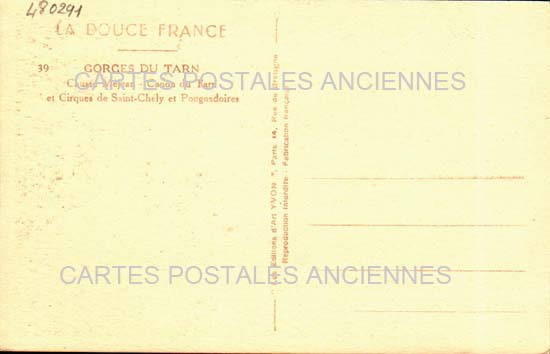 480291
LA DOUCE FRANCE
39 GORGES DU TARN
CARTES POSTALES ANCIENNES
Causse Méjean - Canon du Tarn
et Cirques de Saint-Chély et Pougnadoires
"Les Editions d'Art YVON", Paris 14, Rue de Bretagne
Reproduction Interdite - Fabrication française
CARTES POSTALES ANCIENNES